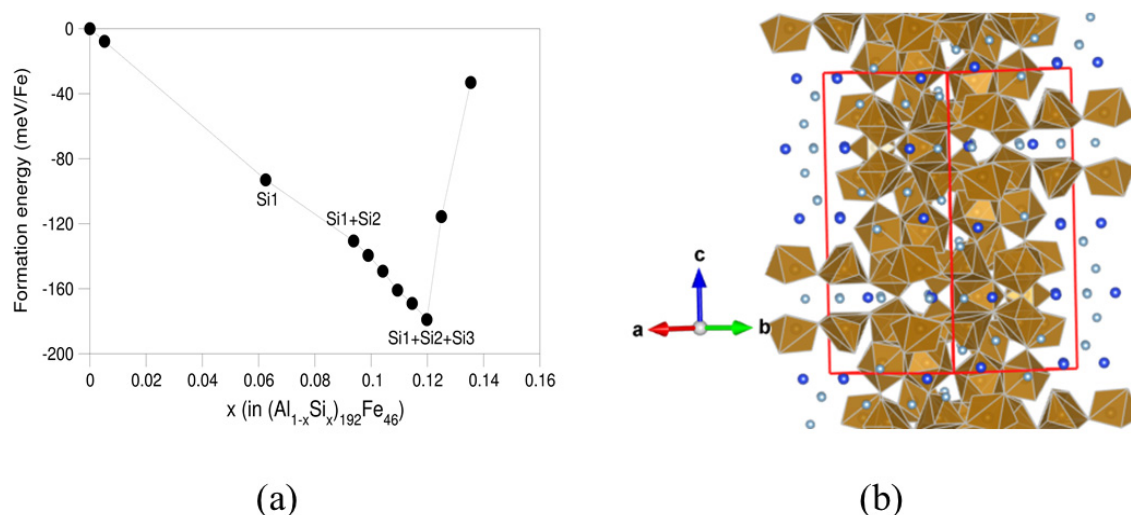 Formation energy (meV/Fe)
0
-40
-80
-120
-160
-200
Si1
Si1+Si2
Si1+Si2+Si3
0 0.02 0.04 0.06 0.08 0.1 0.12 0.14 0.16
x (in (Al1-xSix)192Fe46)
c
a
b
(a)
(b)